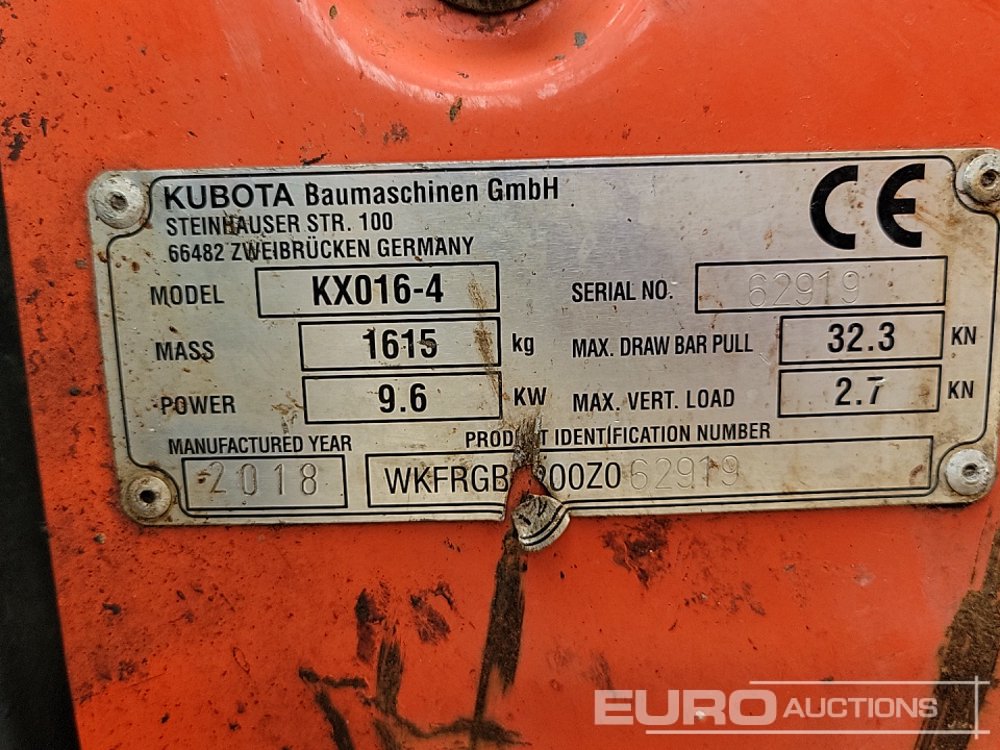 KUBOTA Baumaschinen GmbH
STEINHAUSER STR. 100
66482 ZWEIBRÜCKEN GERMANY
CE
MODEL KX016-4
SERIAL NO. 62919
MASS 1615 kg
MAX. DRAW BAR PULL 32.3 KN
POWER 9.6 KW
MAX. VERT. LOAD 2.7 KN
MANUFACTURED YEAR
2018
IDENTIFICATION NUMBER
EURO AUCTIONS